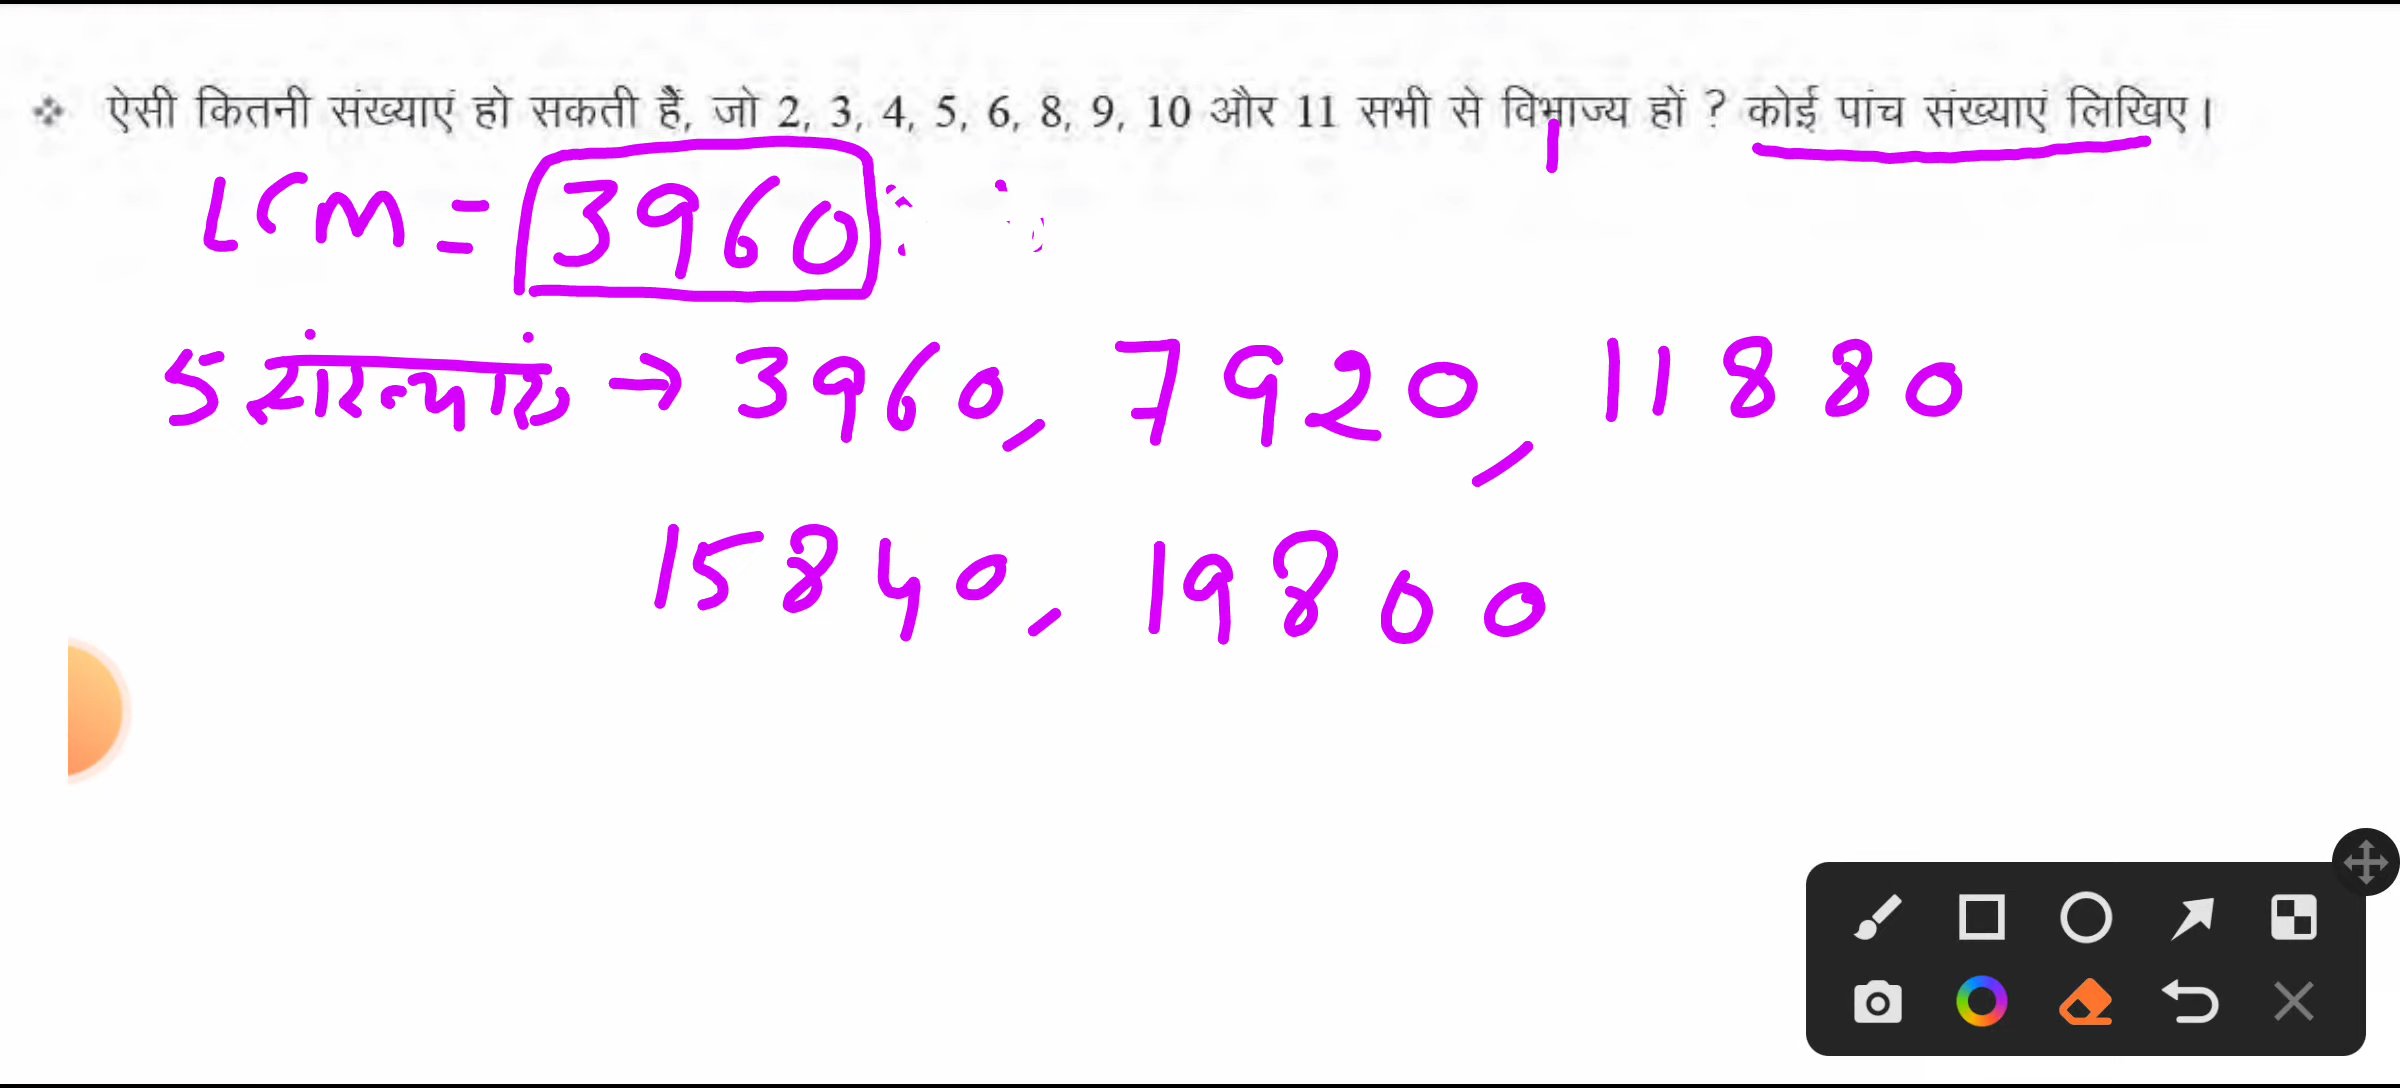 ❖ ऐसी कितनी संख्याएं हो सकती हैं, जो 2, 3, 4, 5, 6, 8, 9, 10 और 11 सभी से विभाज्य हों ? कोई पांच संख्याएं लिखिए।
LCM = 3960
5 संख्याएं → 3960, 7920, 11880
15840, 19800